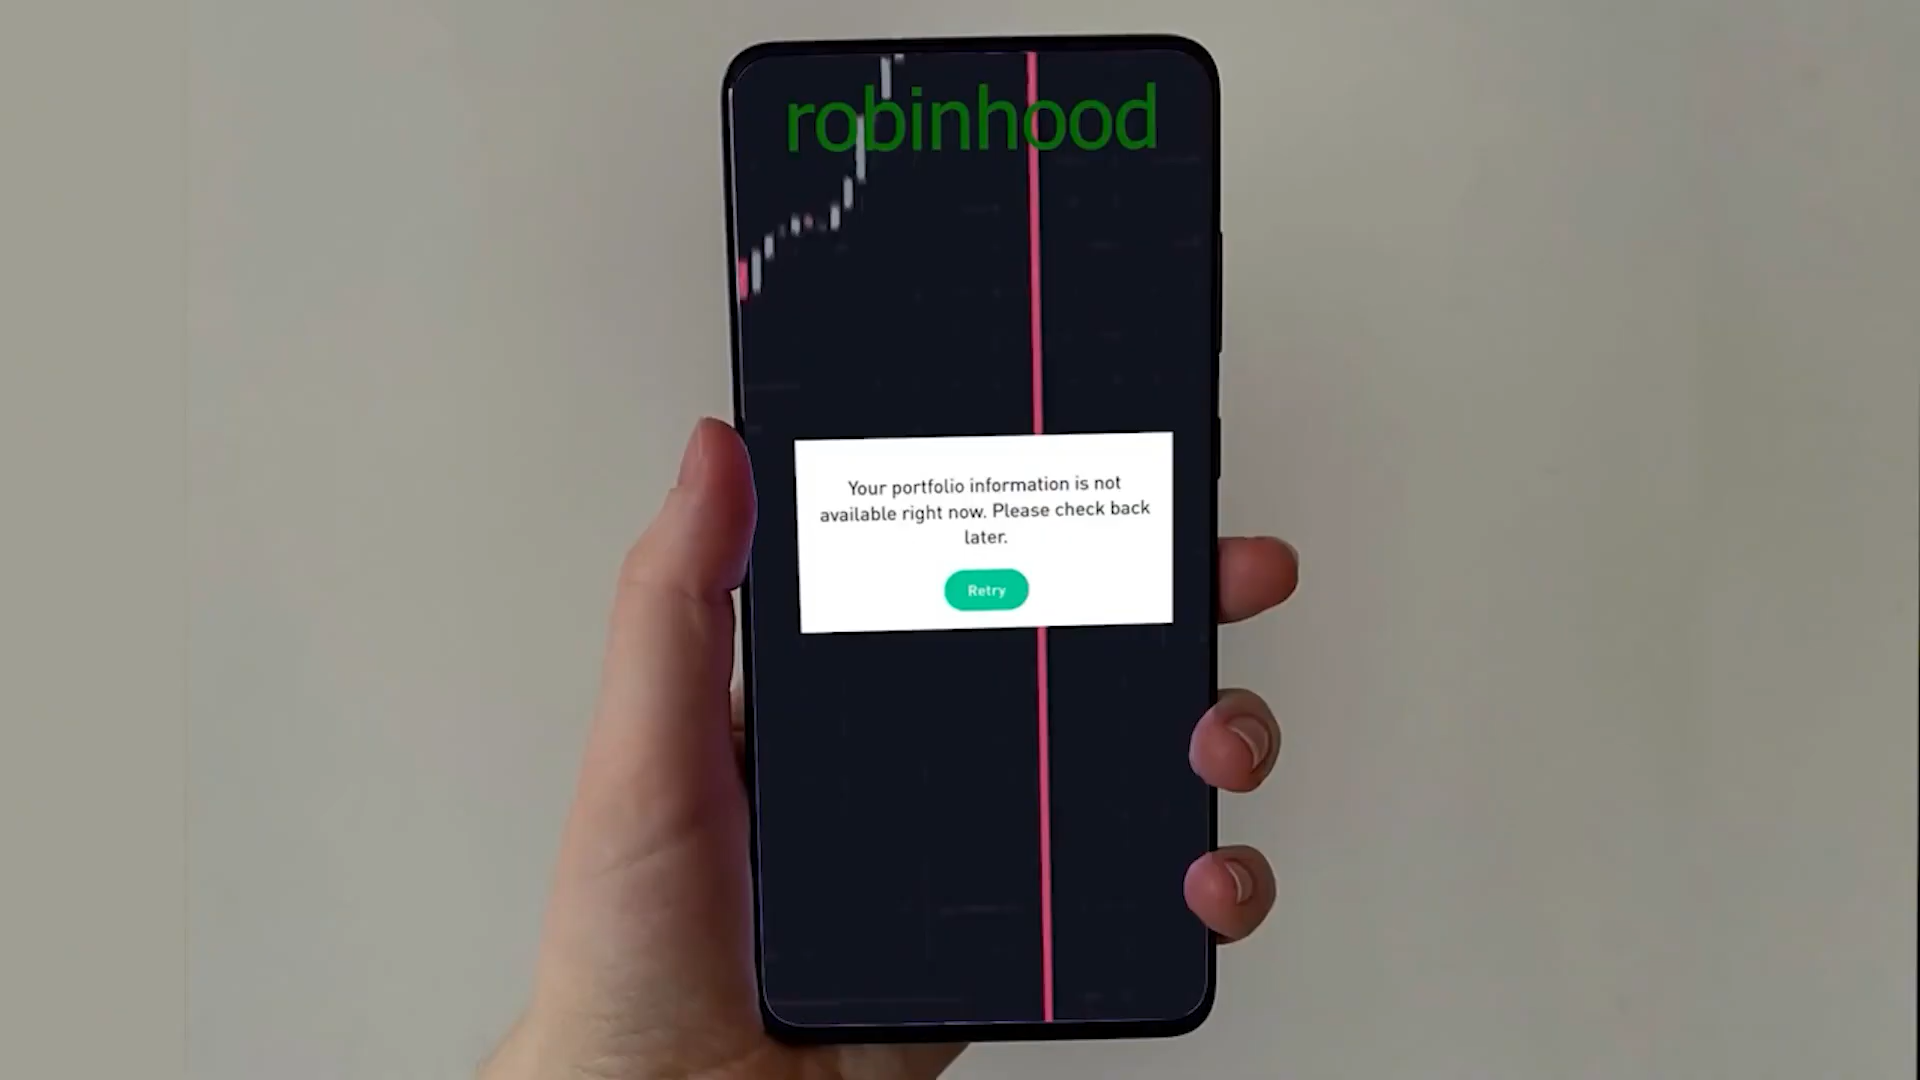 robinhood
Your portfolio information is not
available right now. Please check back
later.
Retry